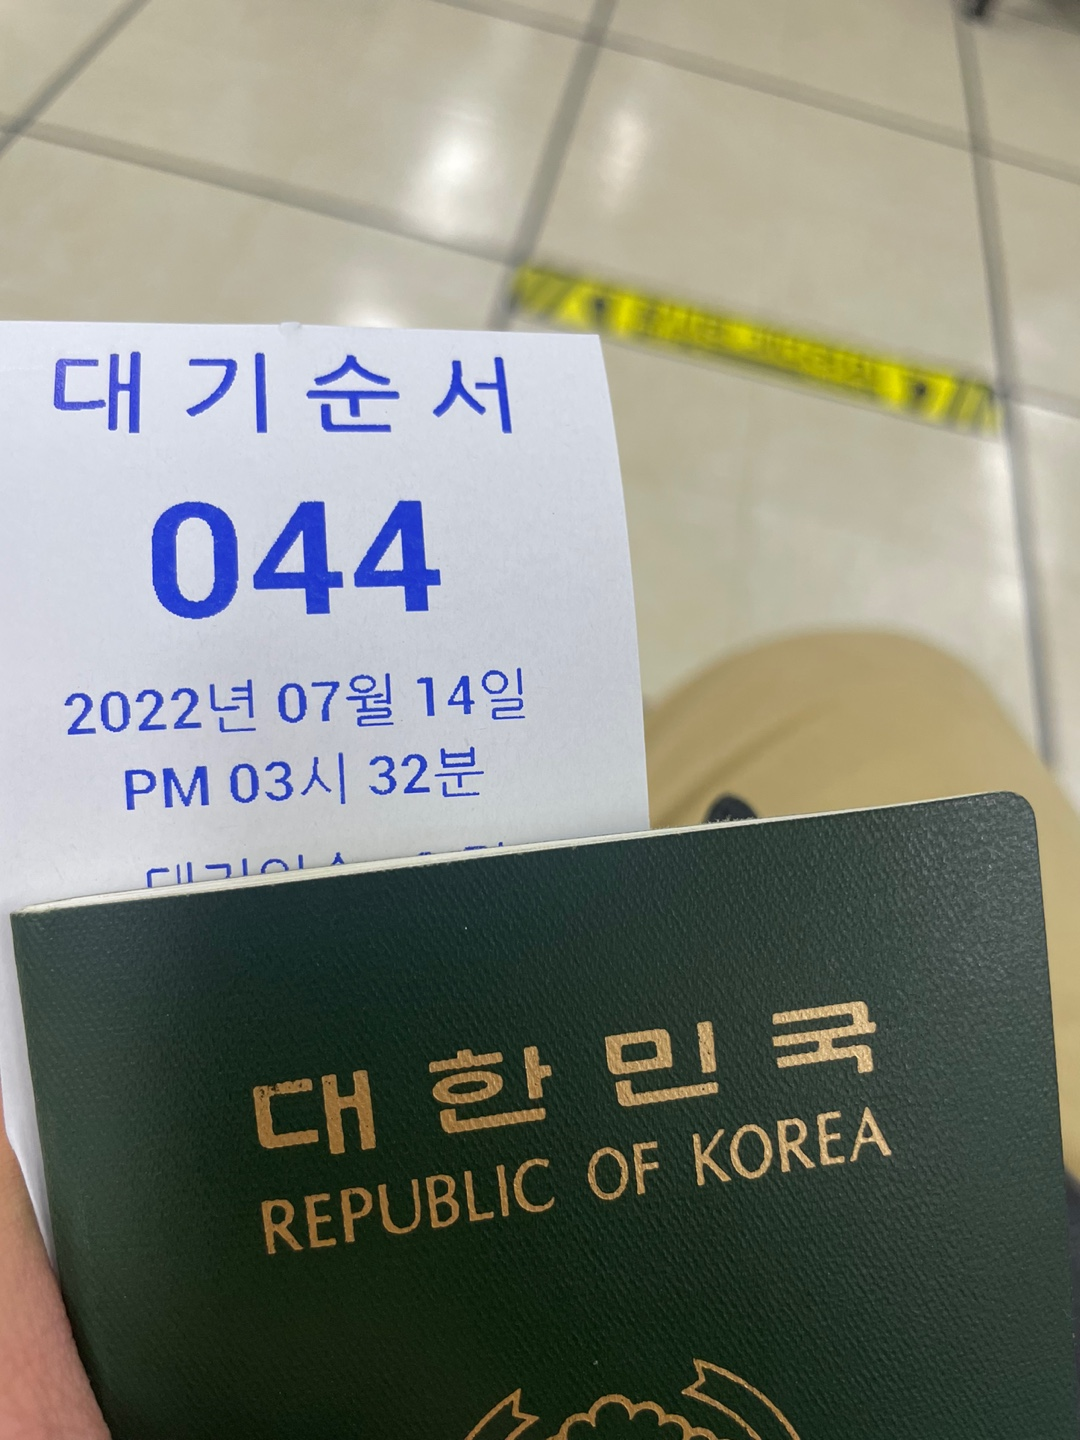 대기순서
044
2022년 07월 14일
PM 03시 32분
대한민국
REPUBLIC OF KOREA